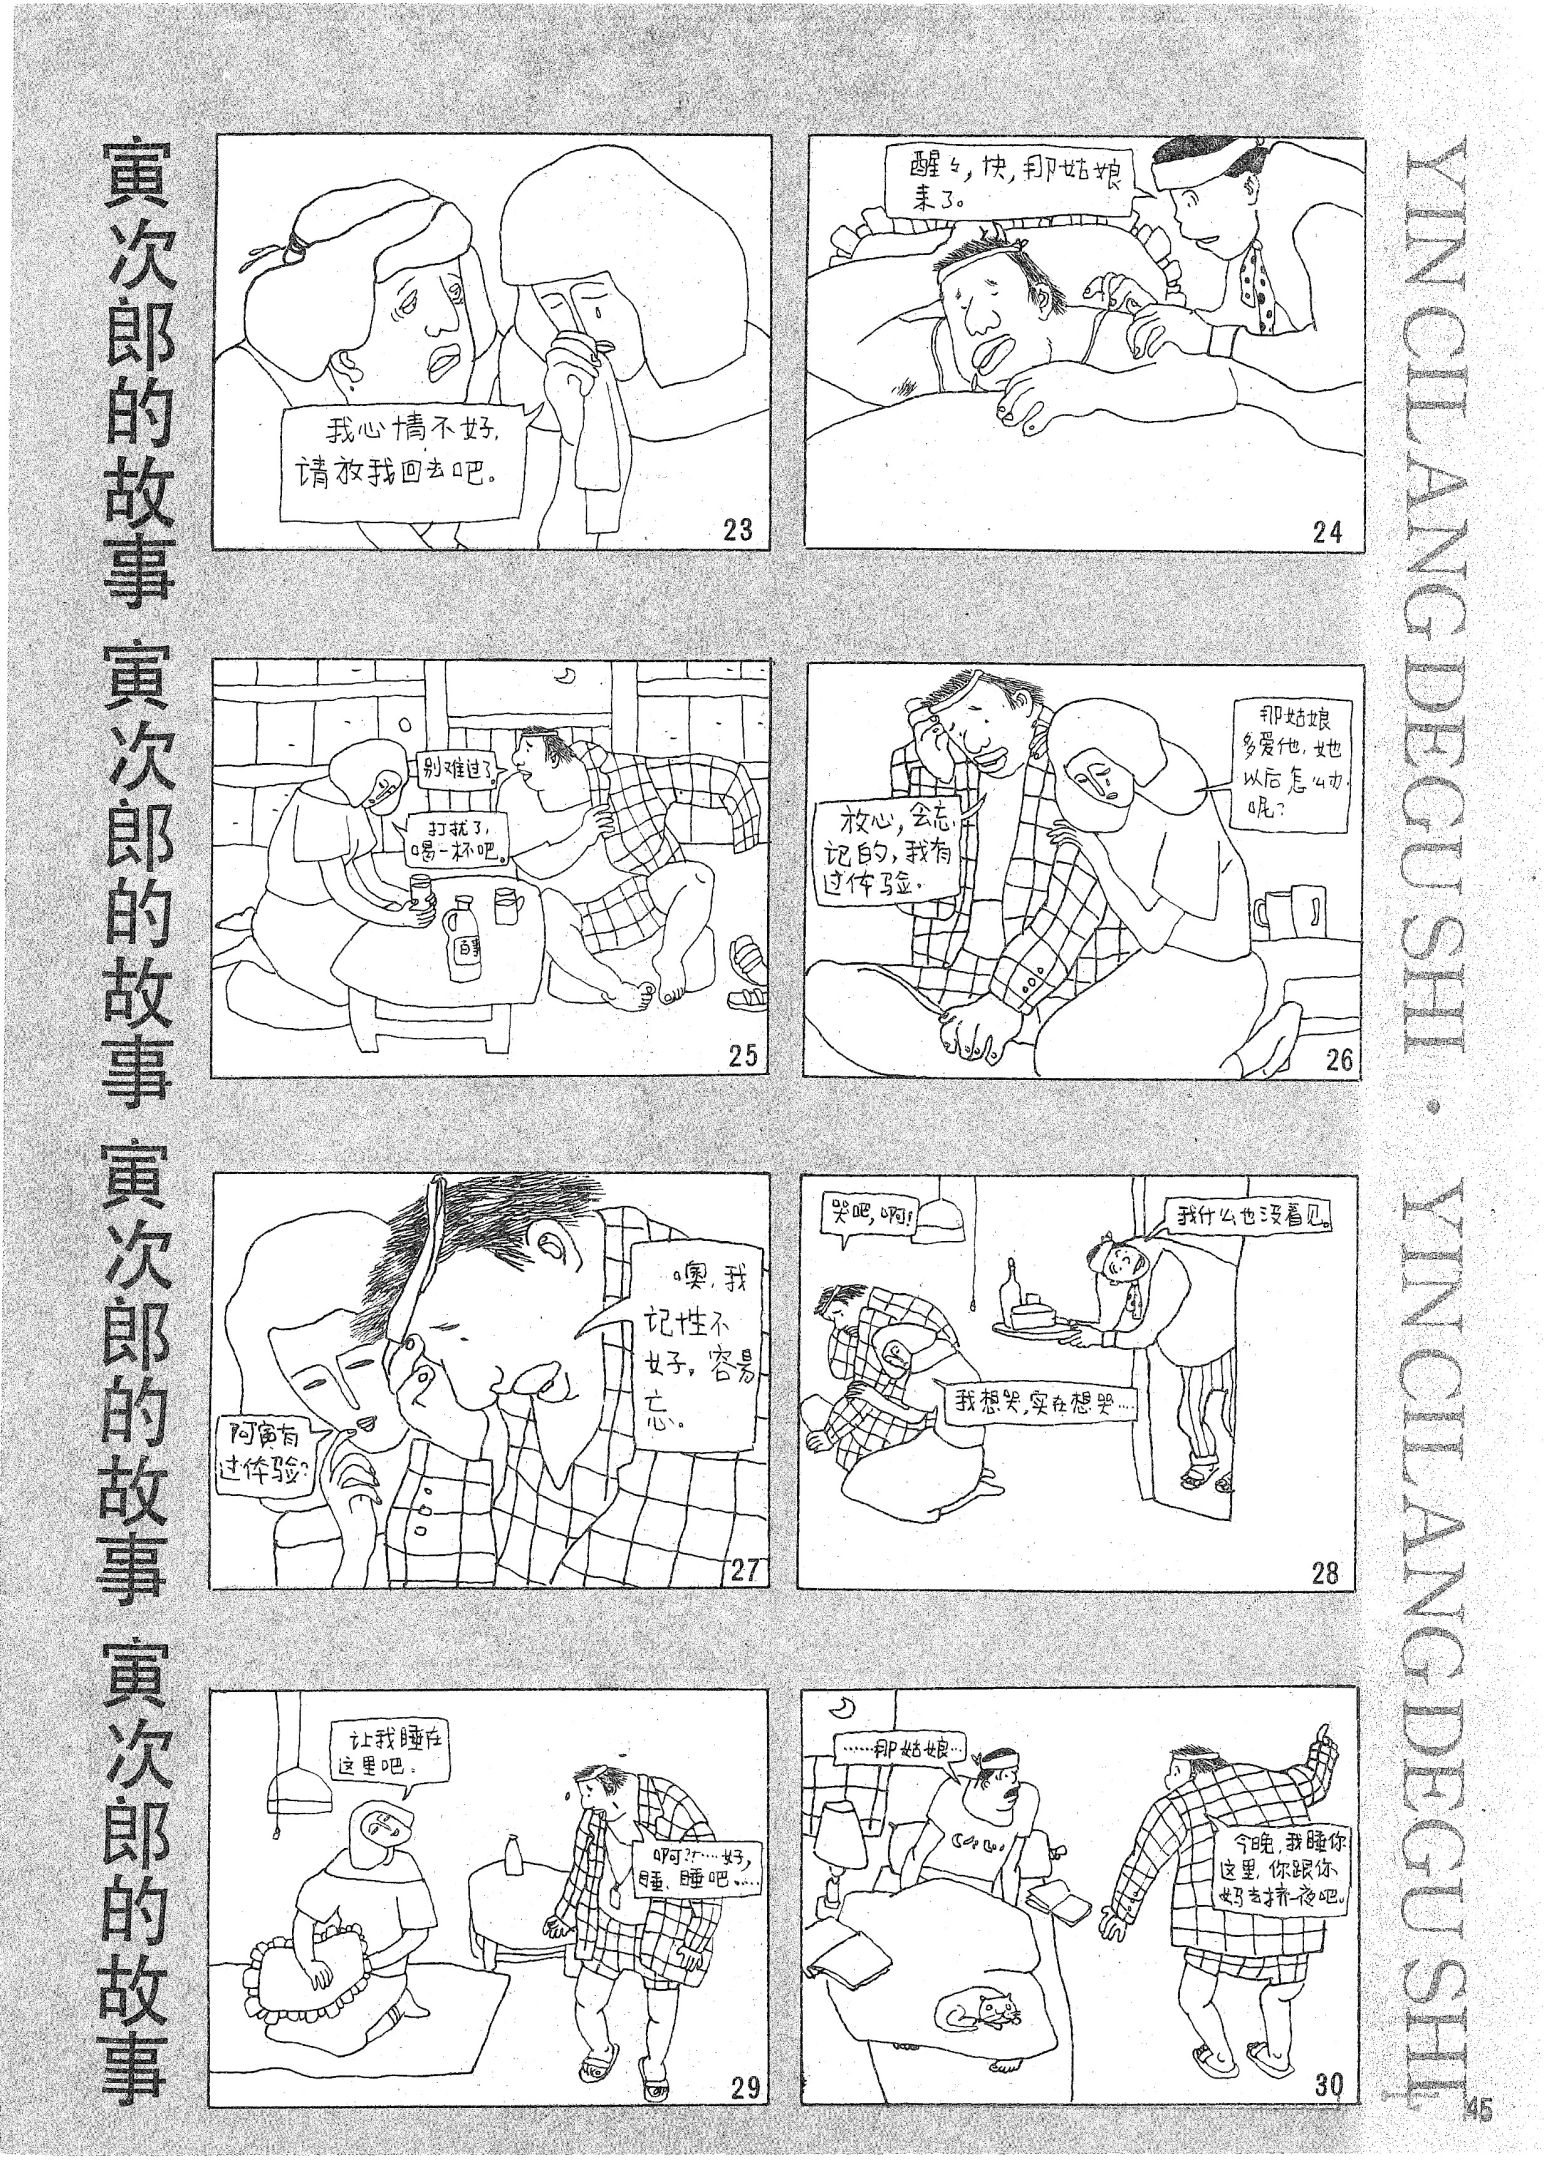 寅次郎的故事 寅次郎的故事 寅次郎的故事 寅次郎的故事
我心情不好,
请放我回去吧。
23
醒々,快,那姑娘
来了。
24
别难过了。
打扰了,
喝一杯吧。
百事
25
那姑娘
多爱他,她
以后怎么办
呢?
放心,会忘
记的,我有
过体验.
26
噢,我
记性不
好,容易
忘。
阿寅有
过体验?
27
哭吧,啊!
我什么也没看见。
我想哭,实在想哭……
28
让我睡在
这里吧.
啊??……好,
睡、睡吧……
29
……那姑娘…
今晚,我睡你
这里,你跟你
妈去挤一夜吧。
30
YINCILANGDEGUSHI·YINCILANGDEGUSHI
45